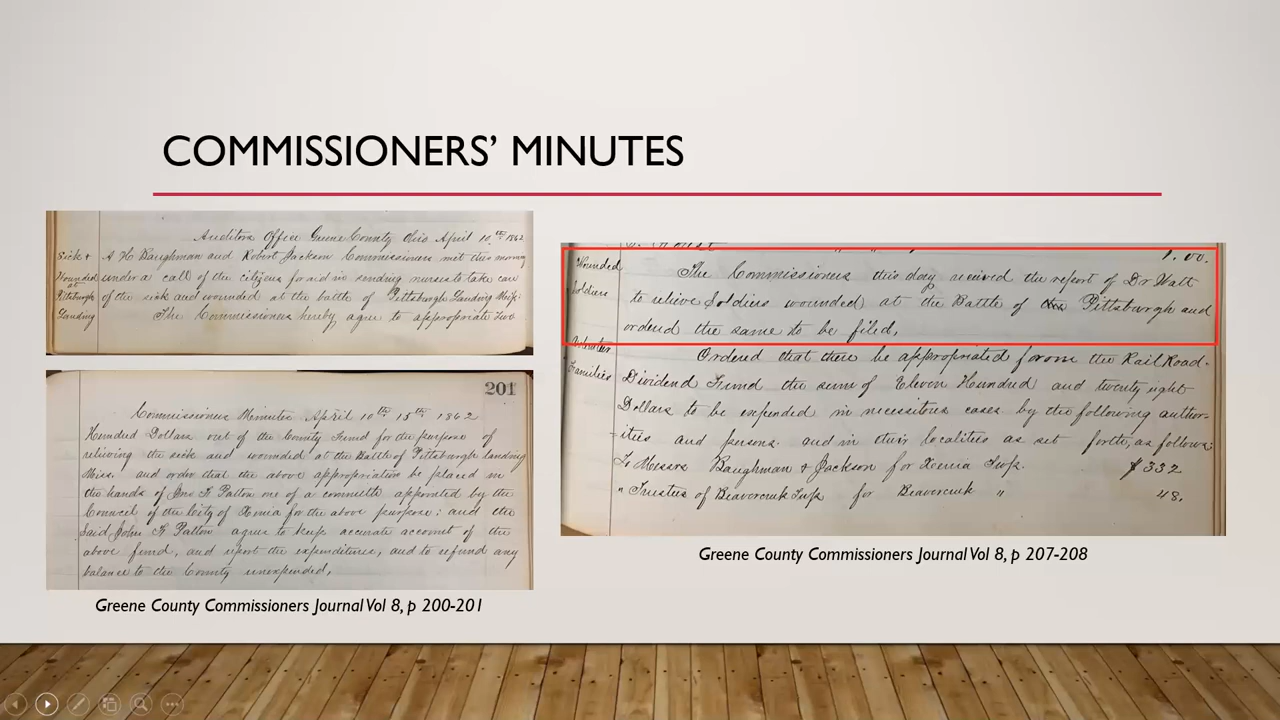 COMMISSIONERS' MINUTES
Auditors Office Greene County Ohio April 10th 1862
Sick &
Wounded
at
Pittsburgh
Landing
A H Baughman and Robert Jackson Commissioners met this morning
under a call of the citizens for aid in sending nurses to take care
of the sick and wounded at the battle of Pittsburgh Landing Miss:
The Commissioners hereby agree to appropriate Two
201
Commissioners Minutes April 10th 15th 1862
Hundred Dollars out of the County Fund for the purpose of
relieving the sick and wounded at the Battle of Pittsburgh Landing
Miss. and order that the above appropriation be placed in
the hands of Jno F Patton one of a committe appointed by the
Council of the City of Xenia for the above purpose: and the
Said John F Patton agrees to keep accurate account of the
above fund, and report the expenditures, and to refund any
balance to the County unexpended,
Greene County Commissioners Journal Vol 8, p 200-201
1.00.
Wounded
Soldiers
The Commissioners this day received the report of Dr Watt
to relieve Soldiers wounded at the Battle of Pittsburgh and
orderd the same to be filed,
Families
Ordered that there be appropriated from the Rail Road
Dividend Fund the sum of Eleven Hundred and twenty eight
Dollars to be expended in necessitous cases by the following author-
ities and persons. and in their localities as set forth, as follows:
To Messrs Baughman & Jackson for Xenia Twp. $332
" Trustees of Beavercreek Twp for Beavercreek " 48.
Greene County Commissioners Journal Vol 8, p 207-208